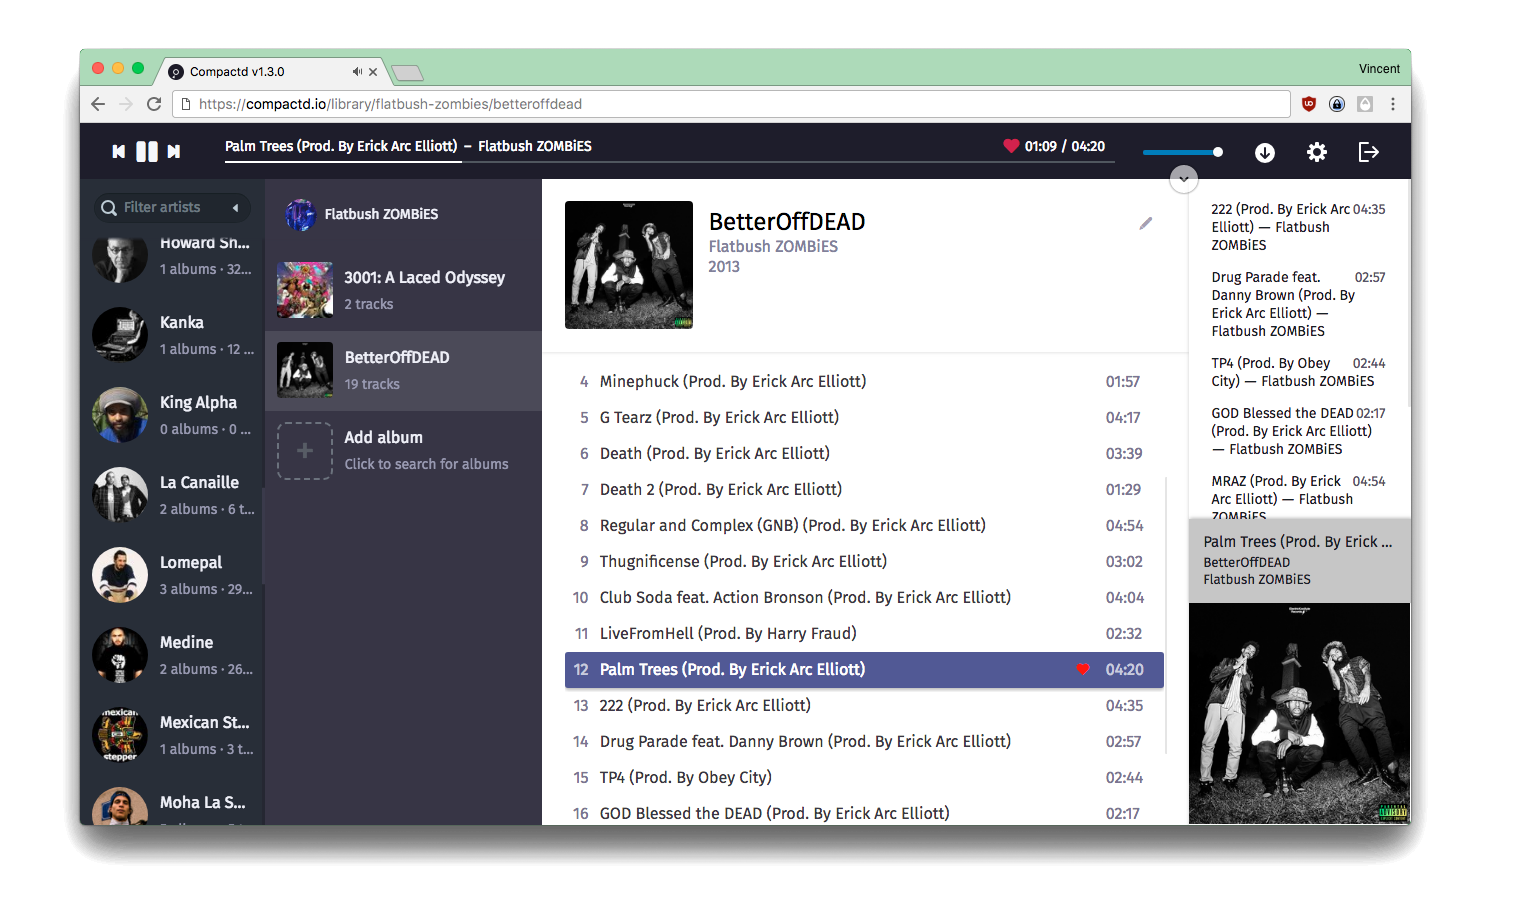 Compactd v1.3.0
Vincent
https://compactd.io/library/flatbush-zombies/betteroffdead
Palm Trees (Prod. By Erick Arc Elliott) – Flatbush ZOMBiES
01:09 / 04:20
Filter artists
Howard Sh...
1 albums · 32...
Kanka
1 albums · 12 ...
King Alpha
0 albums · 0 ...
La Canaille
2 albums · 6 t...
Lomepal
3 albums · 29...
Medine
2 albums · 26...
Mexican St...
1 albums · 3 t...
mexican
stepper
Moha La S...
Flatbush ZOMBiES
3001: A Laced Odyssey
2 tracks
BetterOffDEAD
19 tracks
Add album
Click to search for albums
BetterOffDEAD
Flatbush ZOMBiES
2013
4 Minephuck (Prod. By Erick Arc Elliott) 01:57
5 G Tearz (Prod. By Erick Arc Elliott) 04:17
6 Death (Prod. By Erick Arc Elliott) 03:39
7 Death 2 (Prod. By Erick Arc Elliott) 01:29
8 Regular and Complex (GNB) (Prod. By Erick Arc Elliott) 04:54
9 Thugnificense (Prod. By Erick Arc Elliott) 03:02
10 Club Soda feat. Action Bronson (Prod. By Erick Arc Elliott) 04:04
11 LiveFromHell (Prod. By Harry Fraud) 02:32
12 Palm Trees (Prod. By Erick Arc Elliott) 04:20
13 222 (Prod. By Erick Arc Elliott) 04:35
14 Drug Parade feat. Danny Brown (Prod. By Erick Arc Elliott) 02:57
15 TP4 (Prod. By Obey City) 02:44
16 GOD Blessed the DEAD (Prod. By Erick Arc Elliott) 02:17
222 (Prod. By Erick Arc 04:35
Elliott) — Flatbush
ZOMBiES
Drug Parade feat. 02:57
Danny Brown (Prod. By
Erick Arc Elliott) —
Flatbush ZOMBiES
TP4 (Prod. By Obey 02:44
City) — Flatbush ZOMBiES
GOD Blessed the DEAD 02:17
(Prod. By Erick Arc Elliott)
— Flatbush ZOMBiES
MRAZ (Prod. By Erick 04:54
Arc Elliott) — Flatbush
ZOMBiES
Palm Trees (Prod. By Erick ...
BetterOffDEAD
Flatbush ZOMBiES
PARENTAL
ADVISORY
EXPLICIT CONTENT